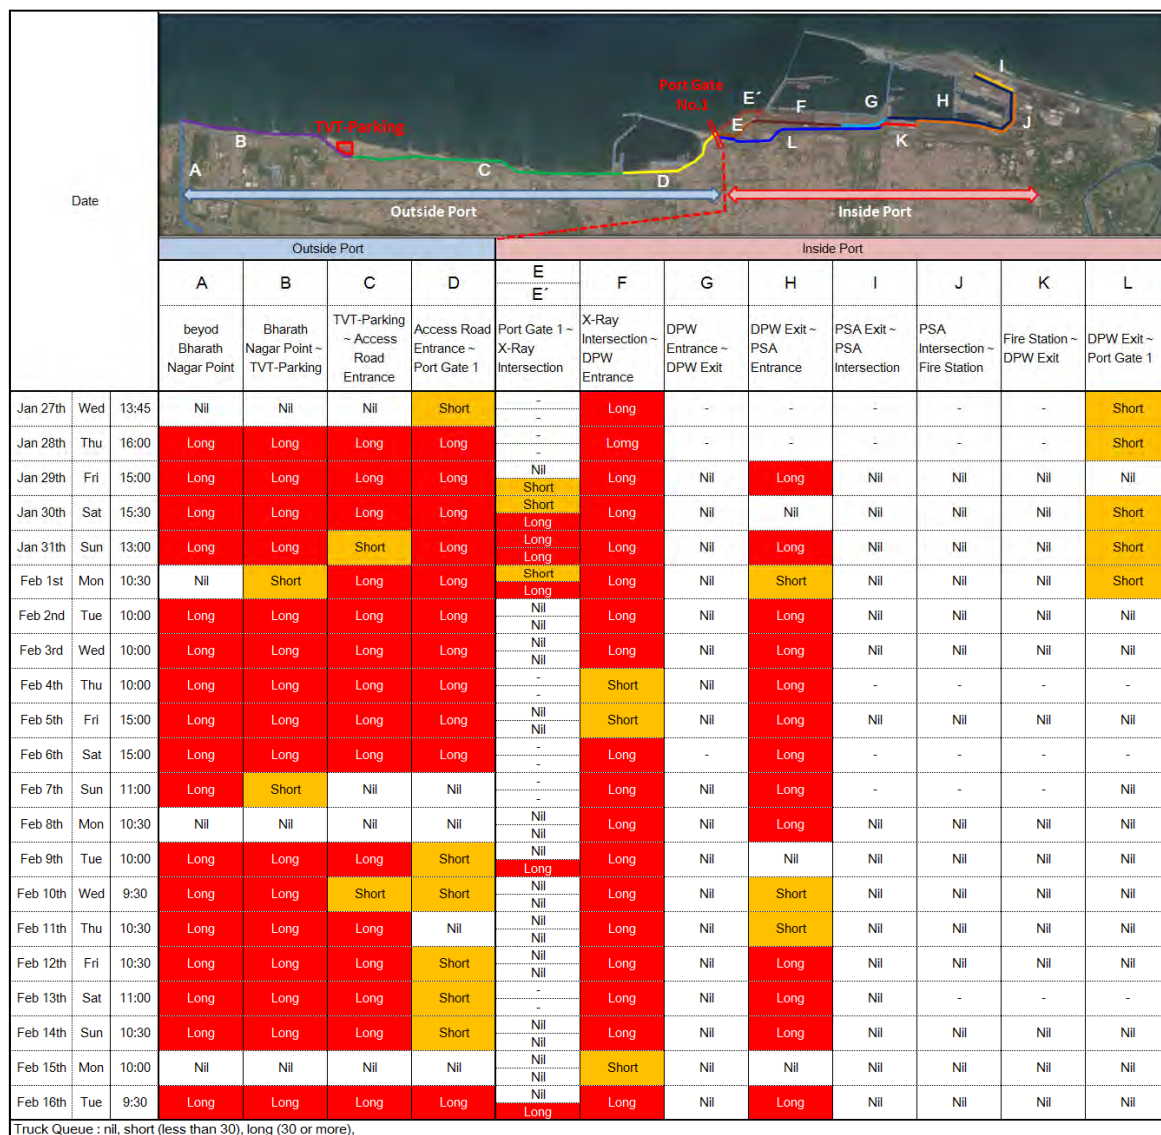 Date
TVT-Parking
Port Gate
No.1
A
B
C
D
E´
E
F
G
H
I
J
K
L
Outside Port
Inside Port
Outside Port Inside Port
A B C D E F G H I J K L
E´
beyod Bharath Nagar Point
Bharath Nagar Point ~ TVT-Parking
TVT-Parking ~ Access Road Entrance
Access Road Entrance ~ Port Gate 1
Port Gate 1 ~ X-Ray Intersection
X-Ray Intersection ~ DPW Entrance
DPW Entrance ~ DPW Exit
DPW Exit ~ PSA Entrance
PSA Exit ~ PSA Intersection
PSA Intersection ~ Fire Station
Fire Station ~ DPW Exit
DPW Exit ~ Port Gate 1
Jan 27th Wed 13:45 Nil Nil Nil Short - - Long - - - - - Short
Jan 28th Thu 16:00 Long Long Long Long - - Lomg - - - - - Short
Jan 29th Fri 15:00 Long Long Long Long Nil Short Long Nil Long Nil Nil Nil Nil
Jan 30th Sat 15:30 Long Long Long Long Short Long Long Nil Nil Nil Nil Nil Short
Jan 31th Sun 13:00 Long Long Short Long Long Long Long Nil Long Nil Nil Nil Short
Feb 1st Mon 10:30 Nil Short Long Long Short Long Long Nil Short Nil Nil Nil Short
Feb 2nd Tue 10:00 Long Long Long Long Nil Nil Long Nil Long Nil Nil Nil Nil
Feb 3rd Wed 10:00 Long Long Long Long Nil Nil Long Nil Long Nil Nil Nil Nil
Feb 4th Thu 10:00 Long Long Long Long - - Short Nil Long - - - -
Feb 5th Fri 15:00 Long Long Long Long Nil Nil Short Nil Long Nil Nil Nil Nil
Feb 6th Sat 15:00 Long Long Long Long - - Long - Long - - - -
Feb 7th Sun 11:00 Long Short Nil Nil - - Long Nil Long - - - Nil
Feb 8th Mon 10:30 Nil Nil Nil Nil Nil Nil Long Nil Long Nil Nil Nil Nil
Feb 9th Tue 10:00 Long Long Long Short Nil Long Long Nil Nil Nil Nil Nil Nil
Feb 10th Wed 9:30 Long Long Short Short Nil Nil Long Nil Short Nil Nil Nil Nil
Feb 11th Thu 10:30 Long Long Long Nil Nil Nil Long Nil Short Nil Nil Nil Nil
Feb 12th Fri 10:30 Long Long Long Short Nil Nil Long Nil Long Nil Nil Nil Nil
Feb 13th Sat 11:00 Long Long Long Short - - Long Nil Long Nil - - -
Feb 14th Sun 10:30 Long Long Long Short Nil Nil Long Nil Long Nil Nil Nil Nil
Feb 15th Mon 10:00 Nil Nil Nil Nil Nil Nil Short Nil Nil Nil Nil Nil Nil
Feb 16th Tue 9:30 Long Long Long Long Nil Long Long Nil Long Nil Nil Nil Nil
Truck Queue : nil, short (less than 30), long (30 or more),